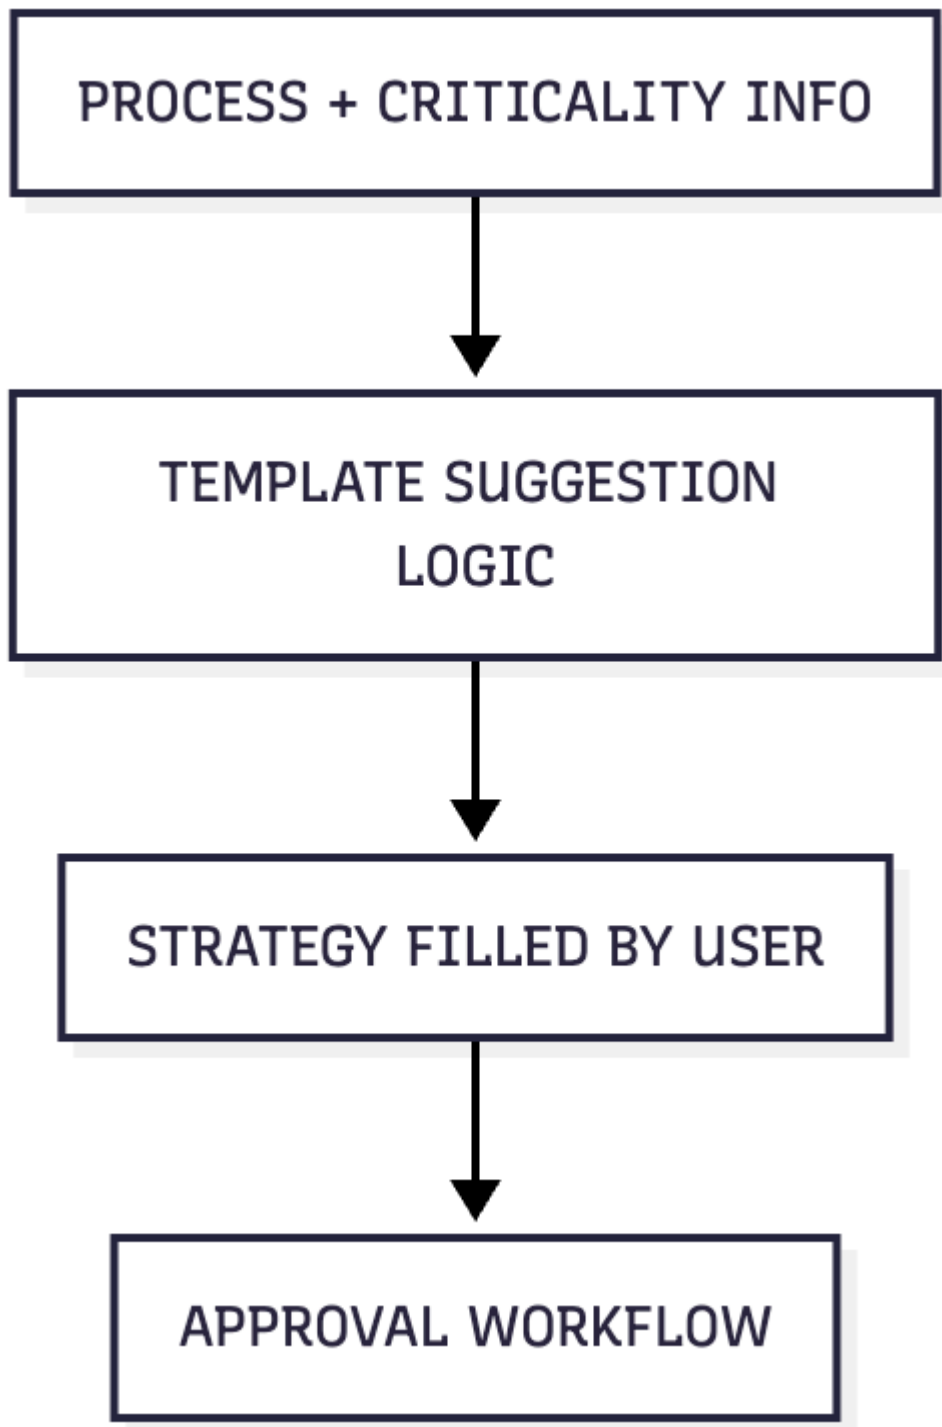 PROCESS + CRITICALITY INFO
TEMPLATE SUGGESTION
LOGIC
STRATEGY FILLED BY USER
APPROVAL WORKFLOW